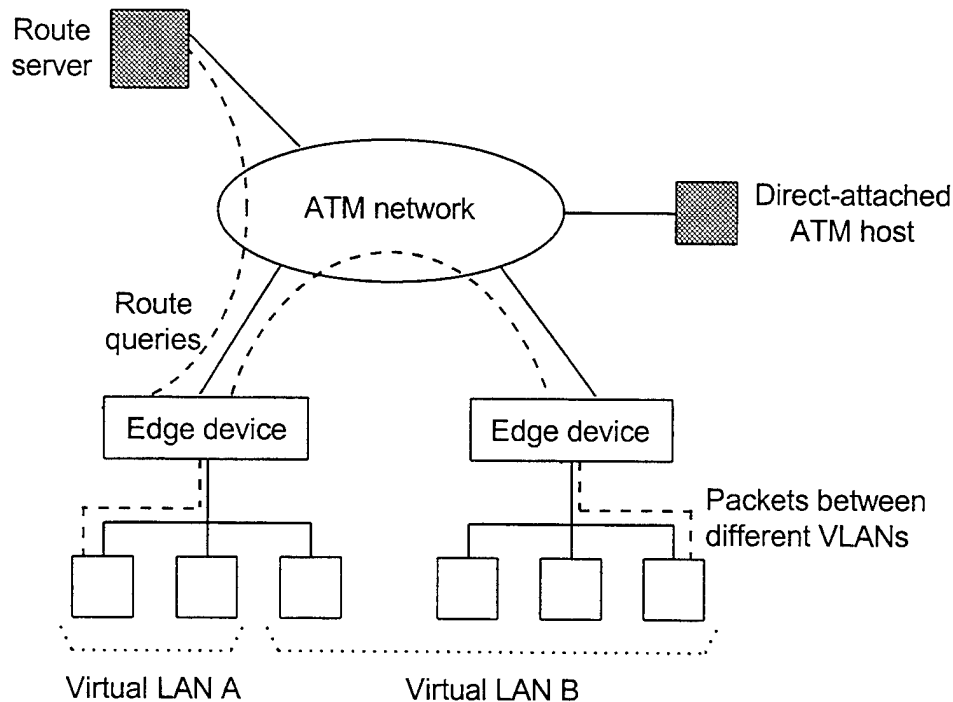 Route
server
ATM network
Direct-attached
ATM host
Route
queries
Edge device
Edge device
Packets between
different VLANs
Virtual LAN A
Virtual LAN B